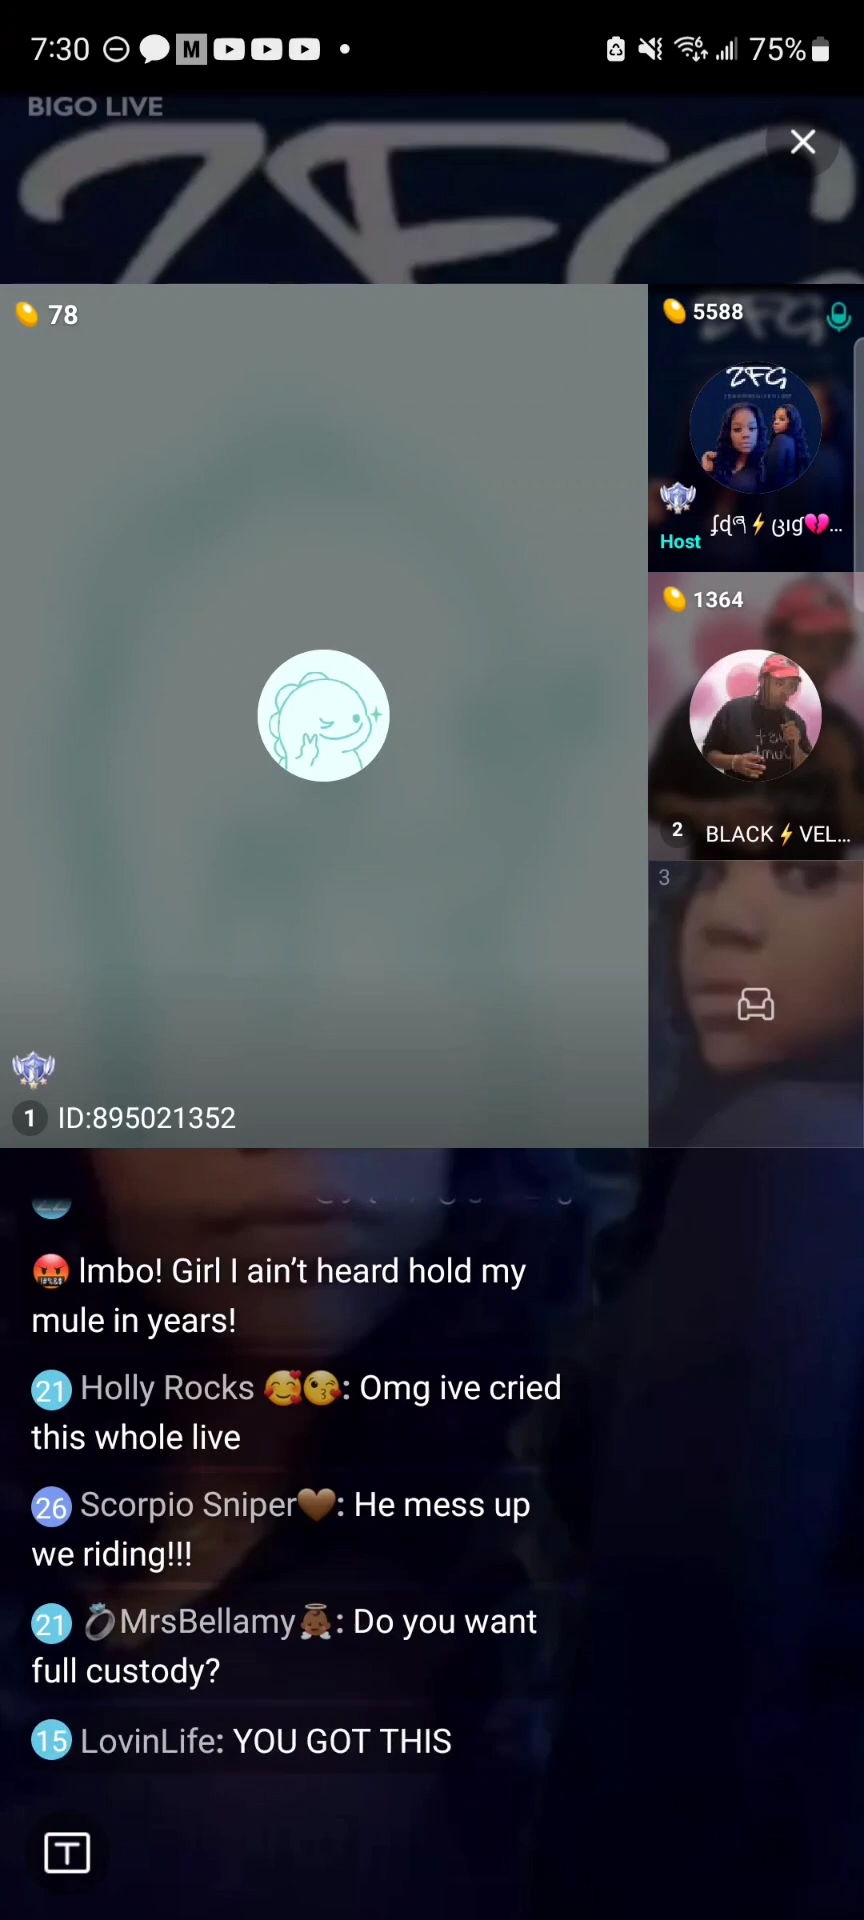 7:30 M 75%
BIGO LIVE
ZFG
78
5588
ZFG
Host
1364
2 BLACK⚡VEL...
3
1 ID:895021352
🤬 lmbo! Girl I ain’t heard hold my
mule in years!
21 Holly Rocks 🥰😘: Omg ive cried
this whole live
26 Scorpio Sniper🤎: He mess up
we riding!!!
21 💍MrsBellamy👼🏾: Do you want
full custody?
15 LovinLife: YOU GOT THIS
T